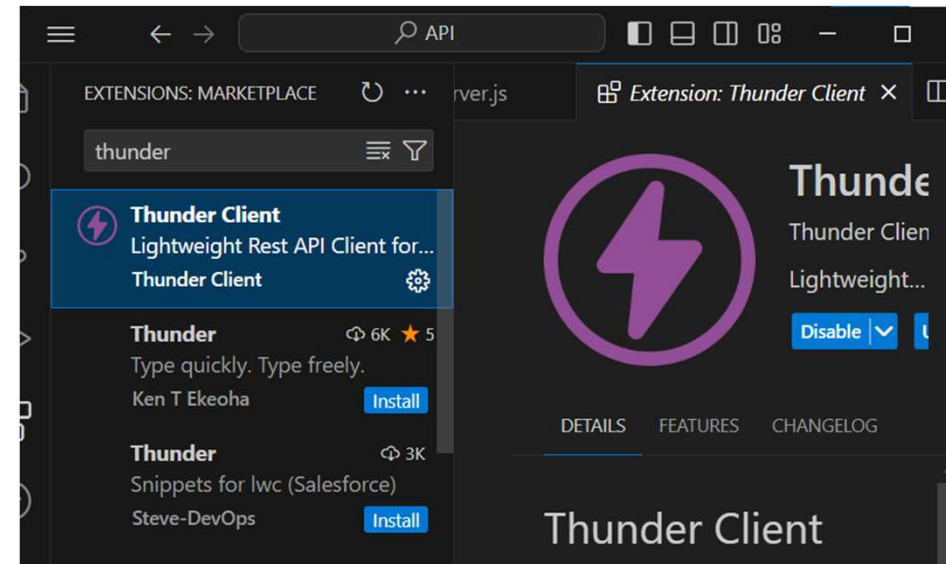 API
EXTENSIONS: MARKETPLACE
rver.js
Extension: Thunder Client
thunder
Thunder Client
Lightweight Rest API Client for...
Thunder Client
Thunder 6K 5
Type quickly. Type freely.
Ken T Ekeoha Install
Thunder 3K
Snippets for lwc (Salesforce)
Steve-DevOps Install
Thunde
Thunder Clien
Lightweight...
Disable
DETAILS FEATURES CHANGELOG
Thunder Client